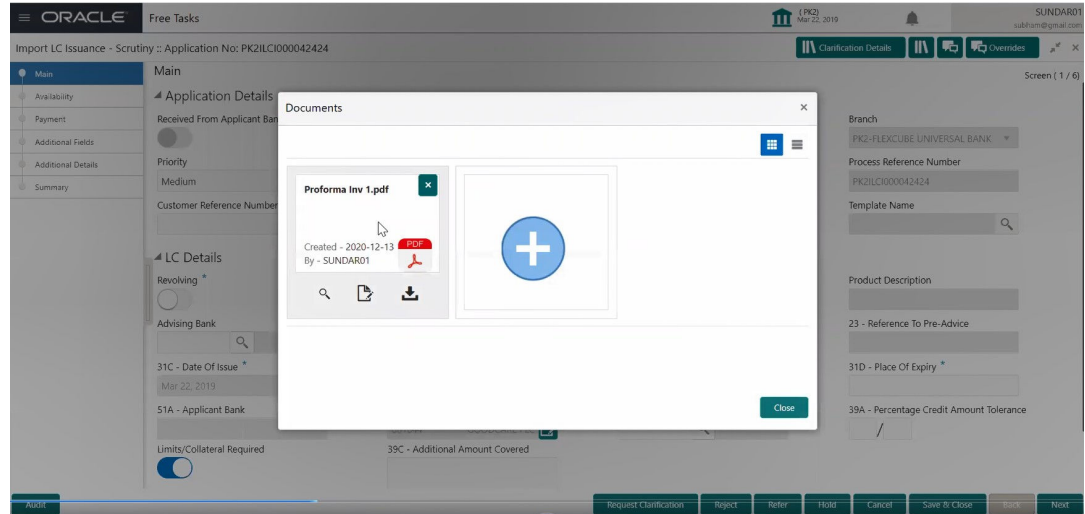 ORACLE
Free Tasks
( PK2)
Mar 22, 2019
SUNDAR01
subham@gmail.com
Import LC Issuance - Scrutiny :: Application No: PK2ILCI000042424
Clarification Details
Overrides
Main
Availability
Payment
Additional Fields
Additional Details
Summary
Main
Screen ( 1 / 6)
Application Details
Received From Applicant Ban
Priority
Medium
Customer Reference Number
Branch
PK2-FLEXCUBE UNIVERSAL BANK
Process Reference Number
PK2ILCI000042424
Template Name
Documents
Proforma Inv 1.pdf
Created - 2020-12-13
By - SUNDAR01
PDF
Close
LC Details
Revolving *
Advising Bank
31C - Date Of Issue *
Mar 22, 2019
51A - Applicant Bank
Limits/Collateral Required
39C - Additional Amount Covered
Product Description
23 - Reference To Pre-Advice
31D - Place Of Expiry *
39A - Percentage Credit Amount Tolerance
/
Audit
Request Clarification
Reject
Refer
Hold
Cancel
Save & Close
Back
Next